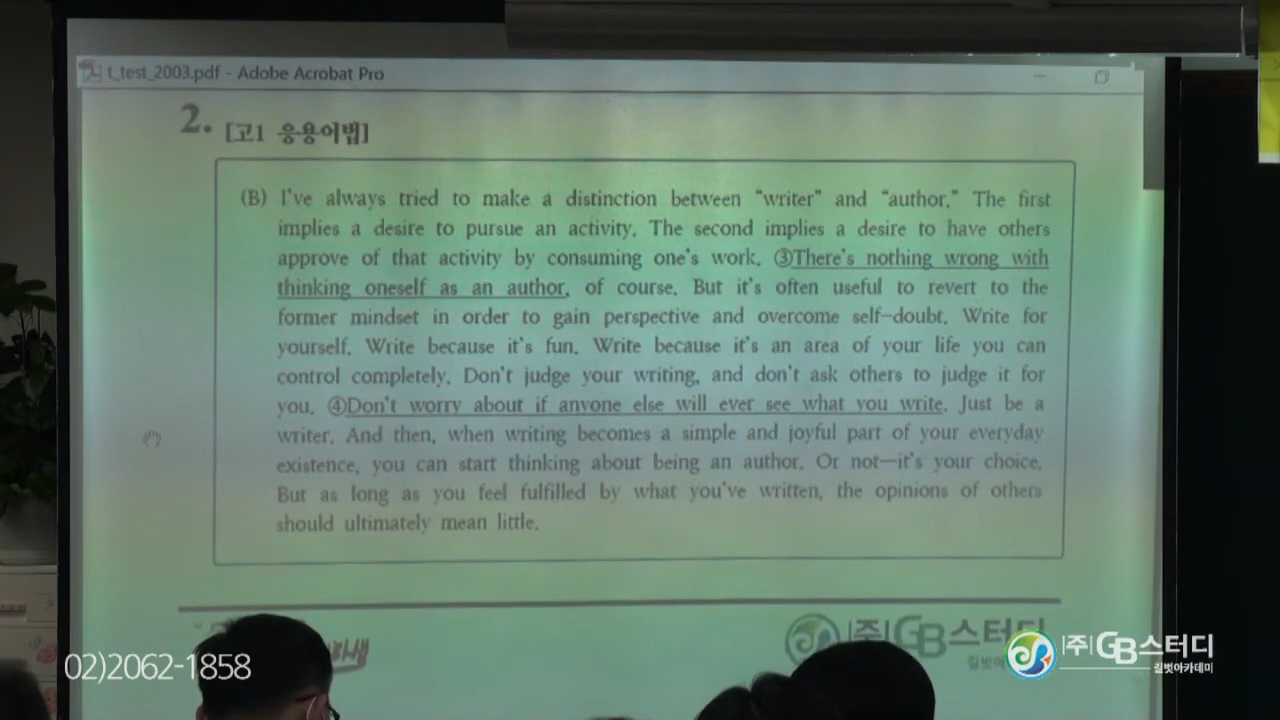 t_test_2003.pdf - Adobe Acrobat Pro
2. [고1 응용어법]
(B) I've always tried to make a distinction between "writer" and "author." The first
implies a desire to pursue an activity. The second implies a desire to have others
approve of that activity by consuming one's work. ③There's nothing wrong with
thinking oneself as an author, of course. But it's often useful to revert to the
former mindset in order to gain perspective and overcome self-doubt. Write for
yourself. Write because it's fun. Write because it's an area of your life you can
control completely. Don't judge your writing, and don't ask others to judge it for
you. ④Don't worry about if anyone else will ever see what you write. Just be a
writer. And then, when writing becomes a simple and joyful part of your everyday
existence, you can start thinking about being an author. Or not—it's your choice.
But as long as you feel fulfilled by what you've written, the opinions of others
should ultimately mean little.
(주)GB스터디
02)2062-1858
(주)GB스터디
길벗아카데미